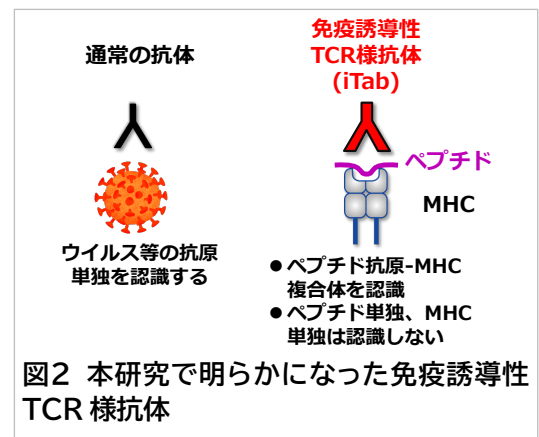 通常の抗体
ウイルス等の抗原
単独を認識する
免疫誘導性
TCR様抗体
(iTab)
ペプチド
MHC
●ペプチド抗原-MHC
複合体を認識
●ペプチド単独、MHC
単独は認識しない
図2 本研究で明らかになった免疫誘導性
TCR 様抗体